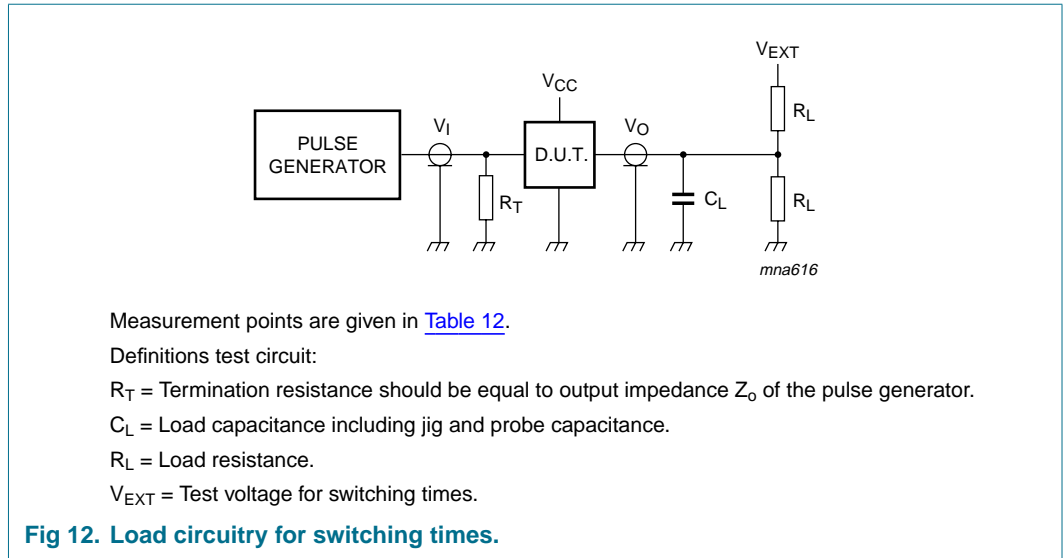 V_EXT
V_CC
R_L
PULSE
GENERATOR
V_I
D.U.T.
V_O
R_T
C_L
R_L
mna616
Measurement points are given in Table 12.
Definitions test circuit:
R_T = Termination resistance should be equal to output impedance Z_o of the pulse generator.
C_L = Load capacitance including jig and probe capacitance.
R_L = Load resistance.
V_EXT = Test voltage for switching times.
Fig 12. Load circuitry for switching times.